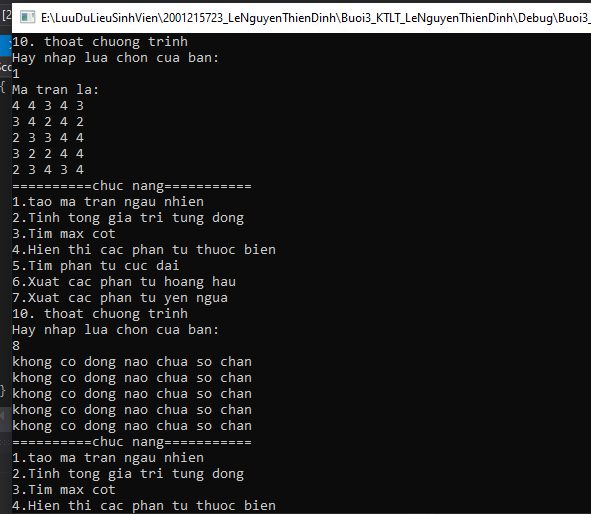 [2
E:\LuuDuLieuSinhVien\2001215723_LeNguyenThienDinh\Buoi3_KTLT_LeNguyenThienDinh\Debug\Buoi3_
10. thoat chuong trinh
Hay nhap lua chon cua ban:
1
Ma tran la:
4 4 3 4 3
3 4 2 4 2
2 3 3 4 4
3 2 2 4 4
2 3 4 3 4
==========chuc nang===========
1.tao ma tran ngau nhien
2.Tinh tong gia tri tung dong
3.Tim max cot
4.Hien thi cac phan tu thuoc bien
5.Tim phan tu cuc dai
6.Xuat cac phan tu hoang hau
7.Xuat cac phan tu yen ngua
10. thoat chuong trinh
Hay nhap lua chon cua ban:
8
khong co dong nao chua so chan
khong co dong nao chua so chan
khong co dong nao chua so chan
khong co dong nao chua so chan
khong co dong nao chua so chan
==========chuc nang===========
1.tao ma tran ngau nhien
2.Tinh tong gia tri tung dong
3.Tim max cot
4.Hien thi cac phan tu thuoc bien